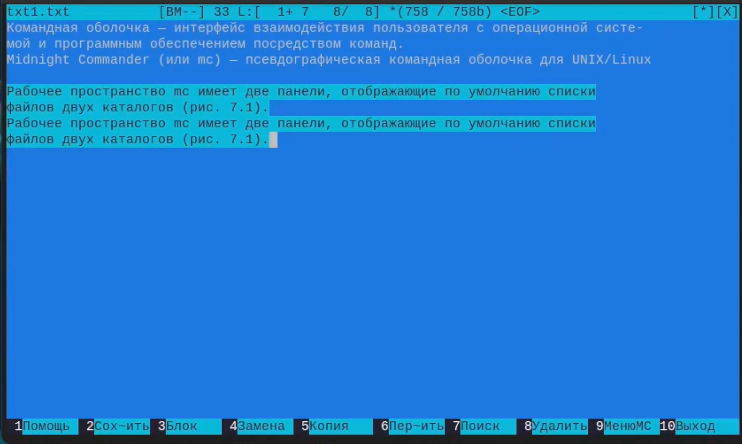 txt1.txt [BM--] 33 L:[ 1+ 7 8/ 8] *(758 / 758b) <EOF> [*][X]
Командная оболочка — интерфейс взаимодействия пользователя с операционной систе-
мой и программным обеспечением посредством команд.
Midnight Commander (или mc) — псевдографическая командная оболочка для UNIX/Linux
Рабочее пространство mc имеет две панели, отображающие по умолчанию списки
файлов двух каталогов (рис. 7.1).
Рабочее пространство mc имеет две панели, отображающие по умолчанию списки
файлов двух каталогов (рис. 7.1).
1Помощь 2Сох~ить 3Блок 4Замена 5Копия 6Пер~ить 7Поиск 8Удалить 9МенюMC 10Выход